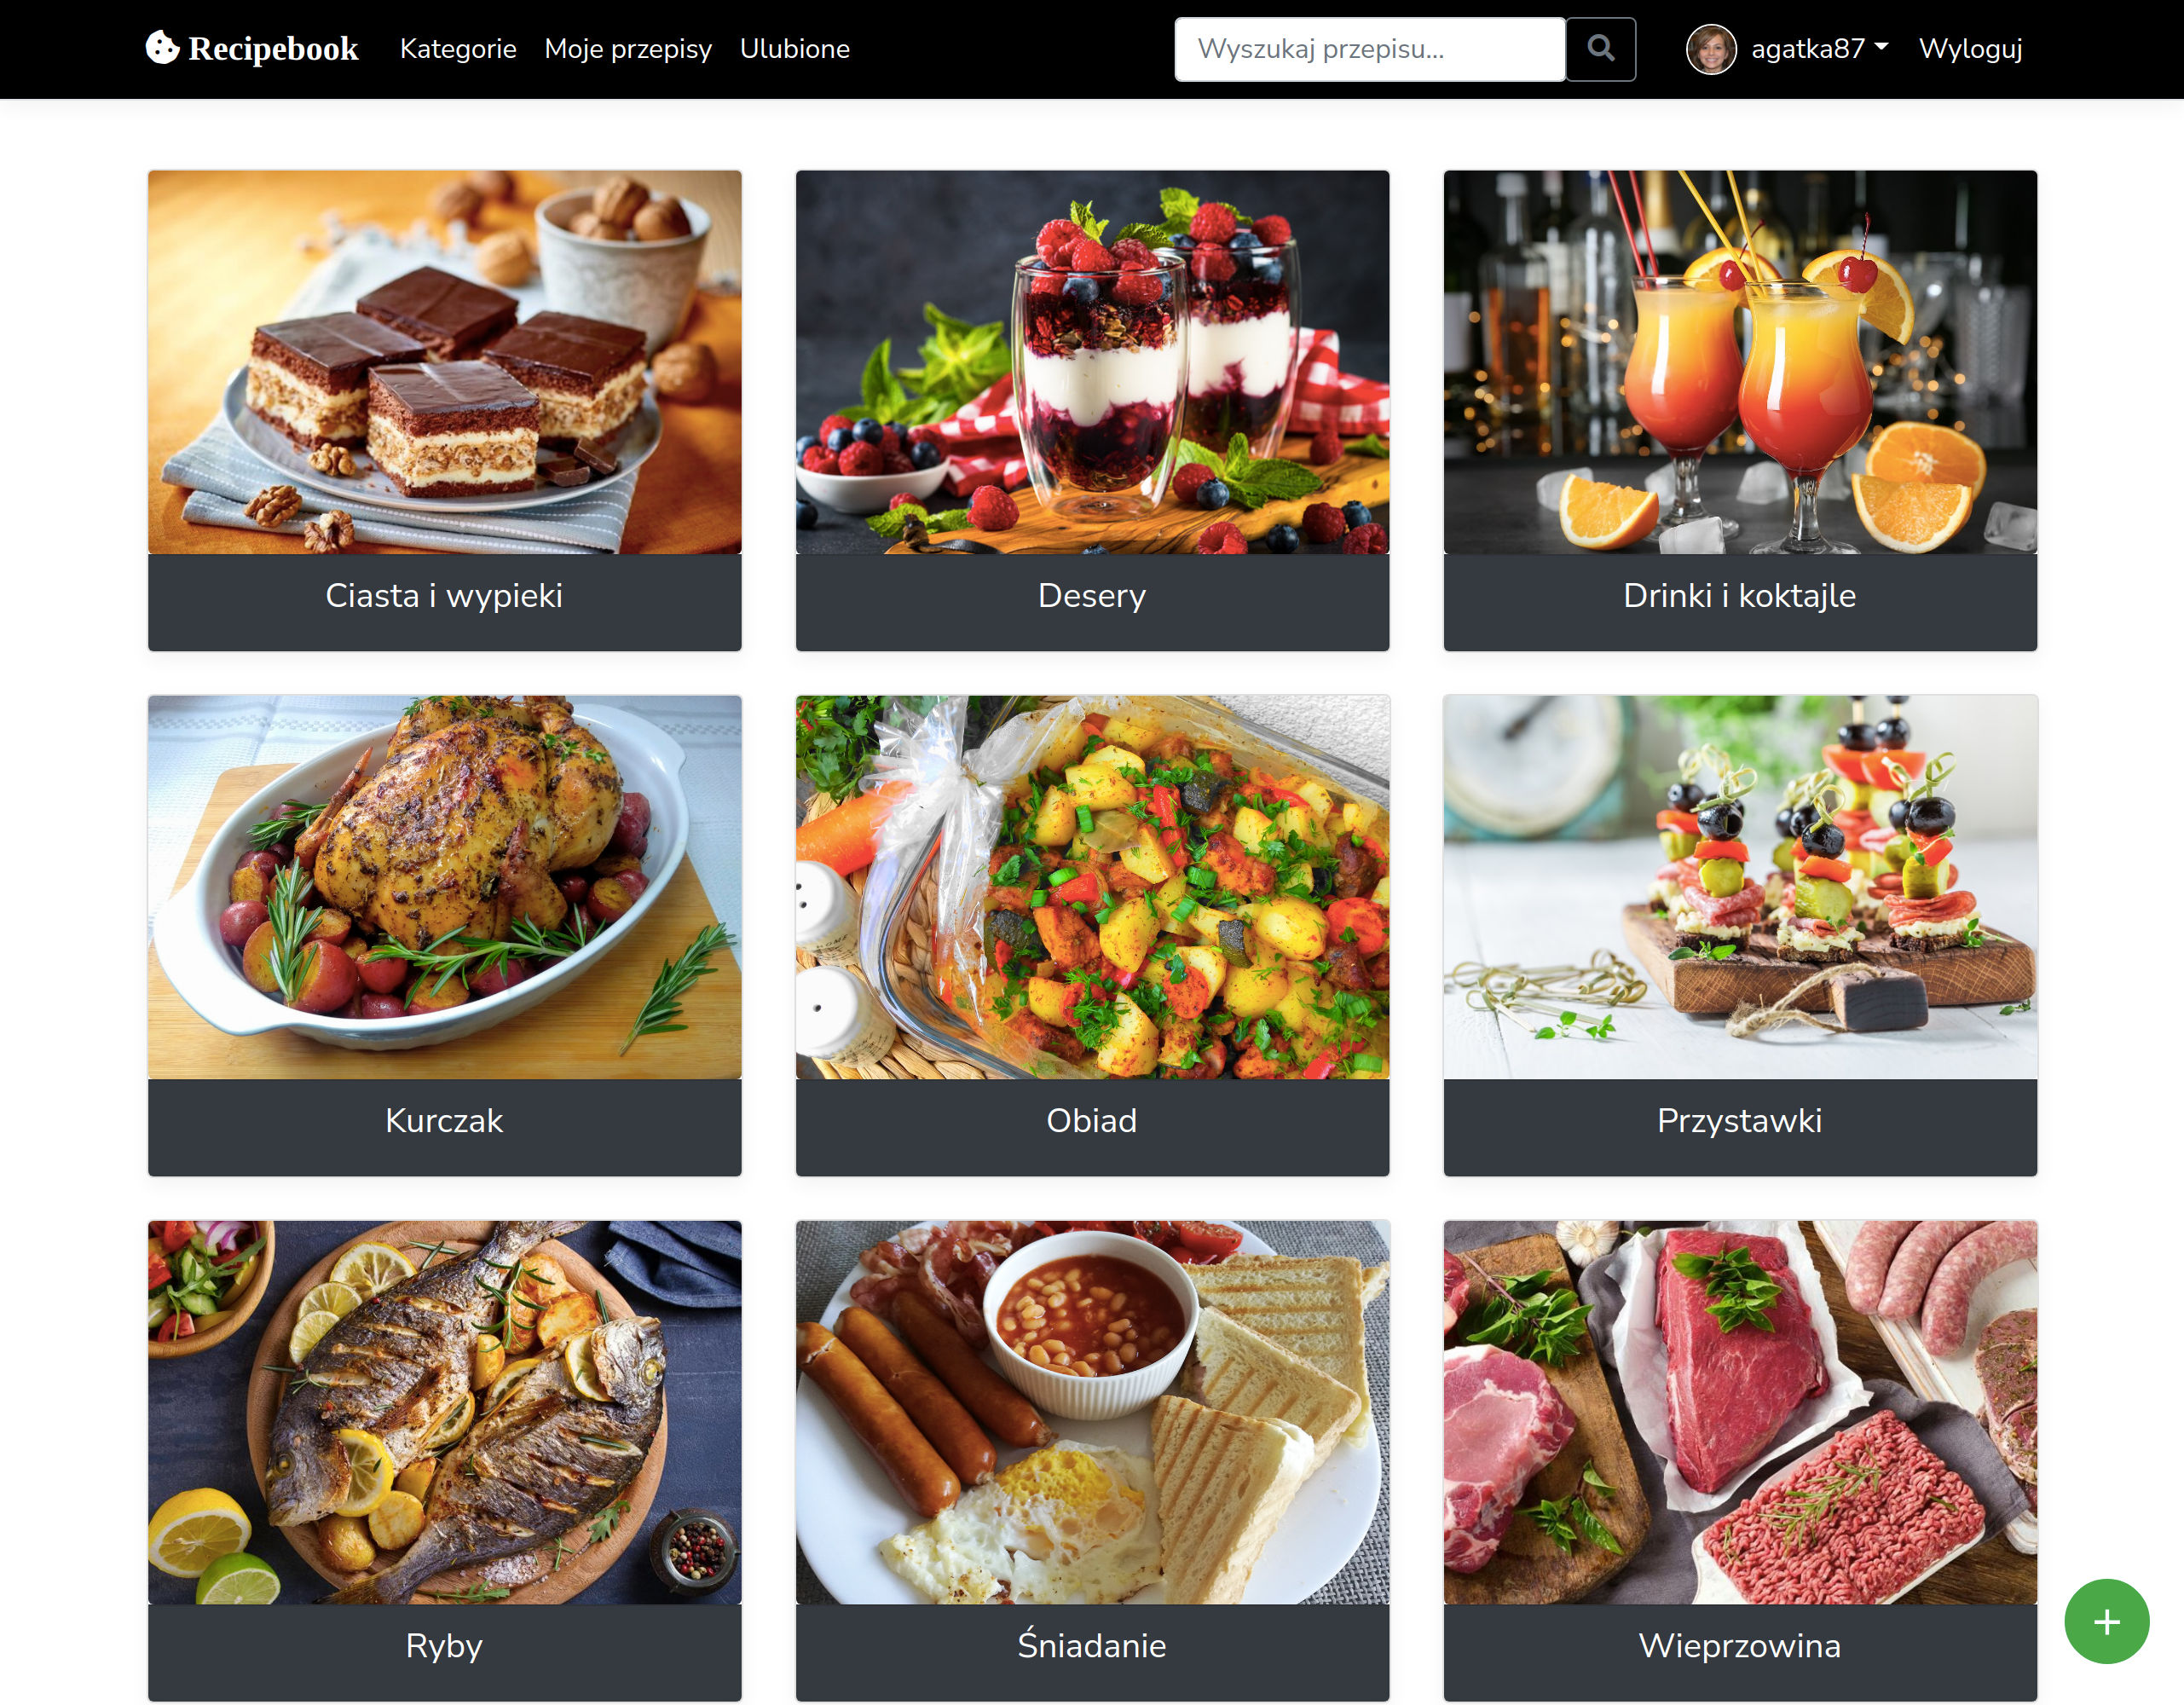 Recipebook Kategorie Moje przepisy Ulubione Wyszukaj przepisu... agatka87 Wyloguj
Ciasta i wypieki
Desery
Drinki i koktajle
Kurczak
Obiad
Przystawki
Ryby
Śniadanie
Wieprzowina
+